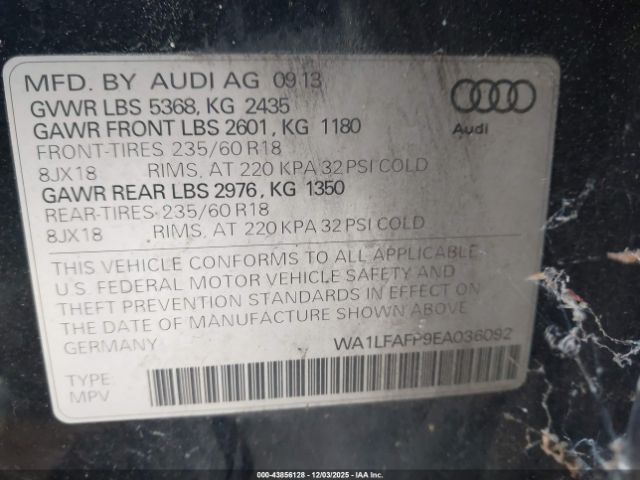 MFD. BY AUDI AG 09 13
GVWR LBS 5368, KG 2435
GAWR FRONT LBS 2601, KG 1180
FRONT-TIRES 235/60 R18
8JX18 RIMS, AT 220 KPA 32 PSI COLD
GAWR REAR LBS 2976, KG 1350
REAR-TIRES 235/60 R18
8JX18 RIMS, AT 220 KPA 32 PSI COLD
Audi
THIS VEHICLE CONFORMS TO ALL APPLICABLE
U.S. FEDERAL MOTOR VEHICLE SAFETY AND
THEFT PREVENTION STANDARDS IN EFFECT ON
THE DATE OF MANUFACTURE SHOWN ABOVE.
GERMANY WA1LFAFP9EA036092
TYPE:
MPV
000-43856128 - 12/03/2025 - IAA Inc.